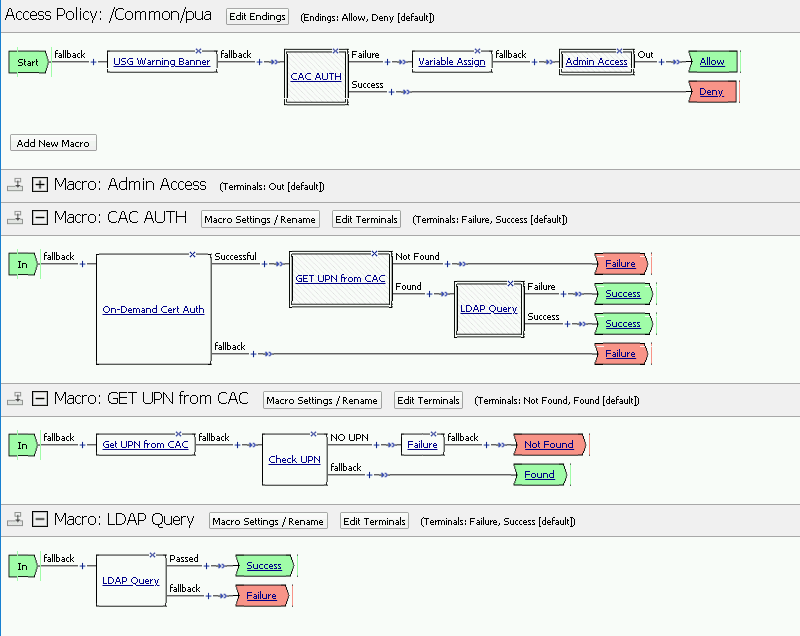 Access Policy: /Common/pua Edit Endings (Endings: Allow, Deny [default])
Start fallback + USG Warning Banner fallback + CAC AUTH Failure + Variable Assign fallback + Admin Access Out + Allow
Success + Deny
Add New Macro
+ Macro: Admin Access (Terminals: Out [default])
Macro: CAC AUTH Macro Settings / Rename Edit Terminals (Terminals: Failure, Success [default])
In fallback + On-Demand Cert Auth Successful + GET UPN from CAC Not Found + Failure
Found + LDAP Query Failure + Success
Success + Success
fallback + Failure
Macro: GET UPN from CAC Macro Settings / Rename Edit Terminals (Terminals: Not Found, Found [default])
In fallback + Get UPN from CAC fallback + Check UPN NO UPN + Failure fallback + Not Found
fallback + Found
Macro: LDAP Query Macro Settings / Rename Edit Terminals (Terminals: Failure, Success [default])
In fallback + LDAP Query Passed + Success
fallback + Failure